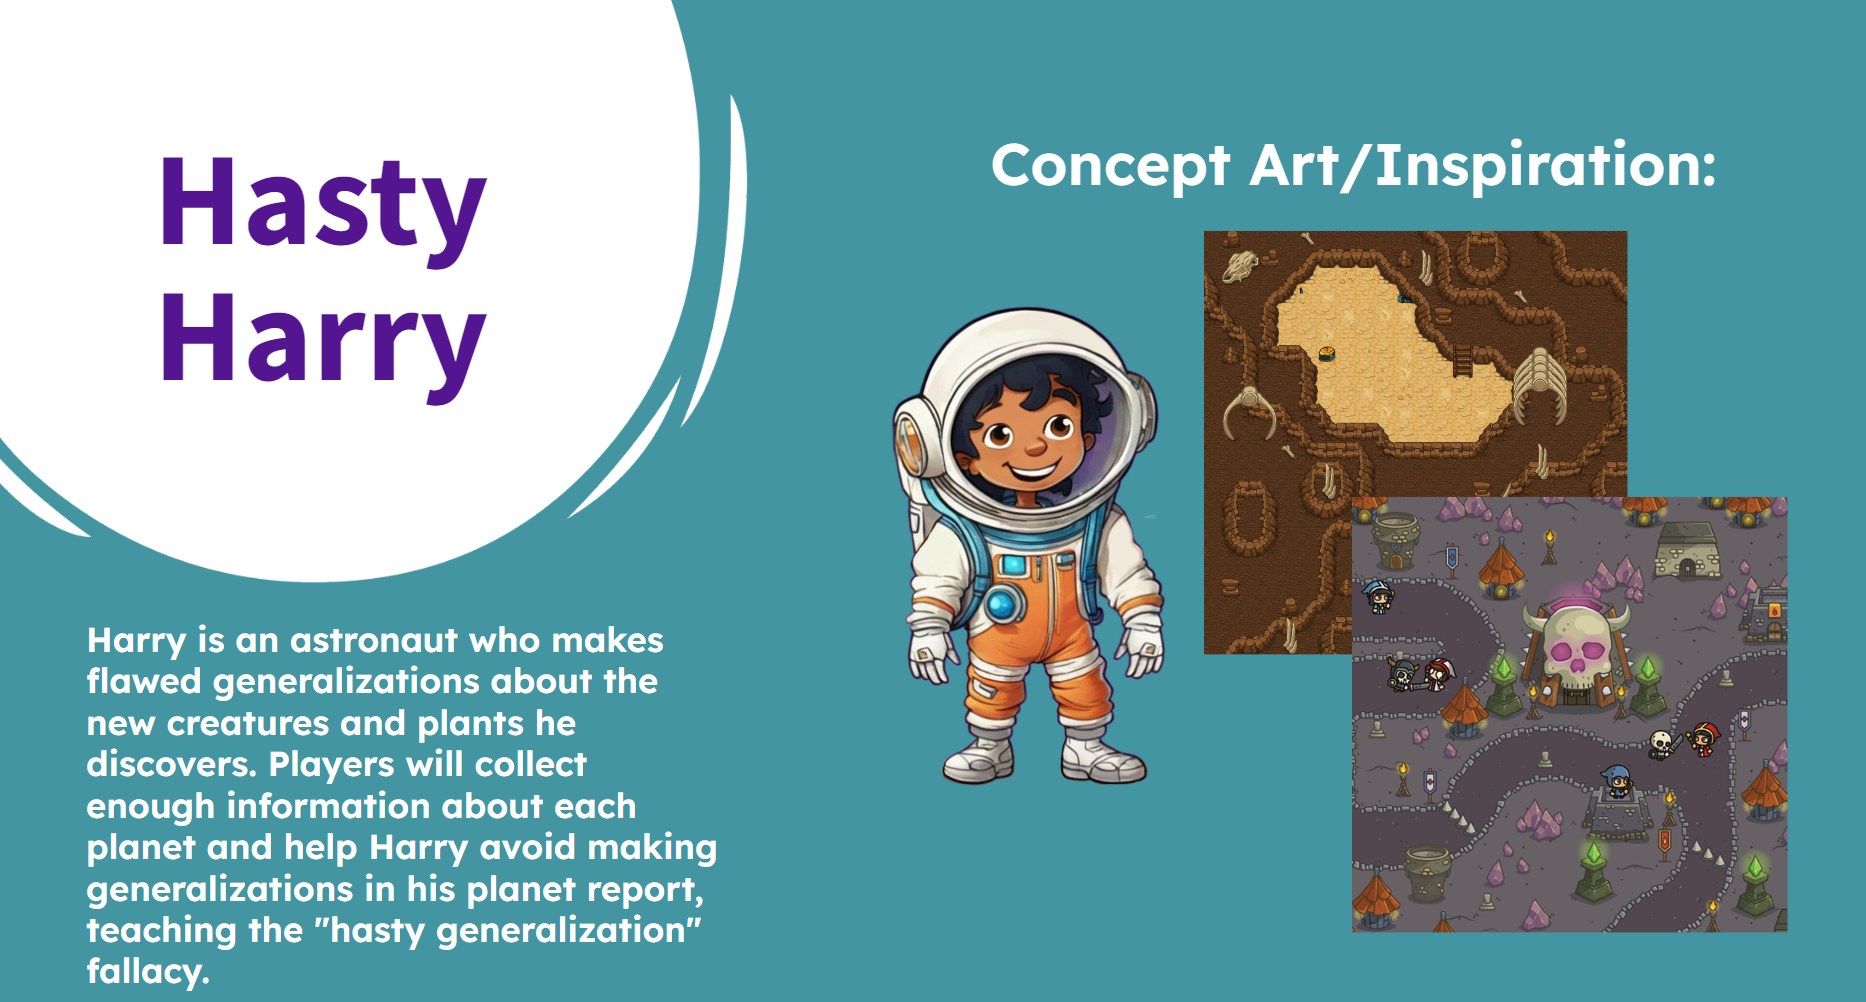 Hasty
Harry
Harry is an astronaut who makes
flawed generalizations about the
new creatures and plants he
discovers. Players will collect
enough information about each
planet and help Harry avoid making
generalizations in his planet report,
teaching the "hasty generalization"
fallacy.
Concept Art/Inspiration: